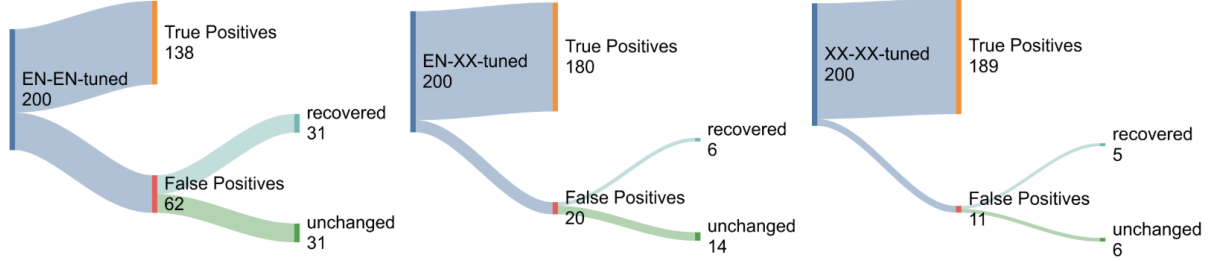 True Positives
138
EN-EN-tuned
200
recovered
31
False Positives
62
unchanged
31
True Positives
180
EN-XX-tuned
200
recovered
6
False Positives
20
unchanged
14
True Positives
189
XX-XX-tuned
200
recovered
5
False Positives
11
unchanged
6